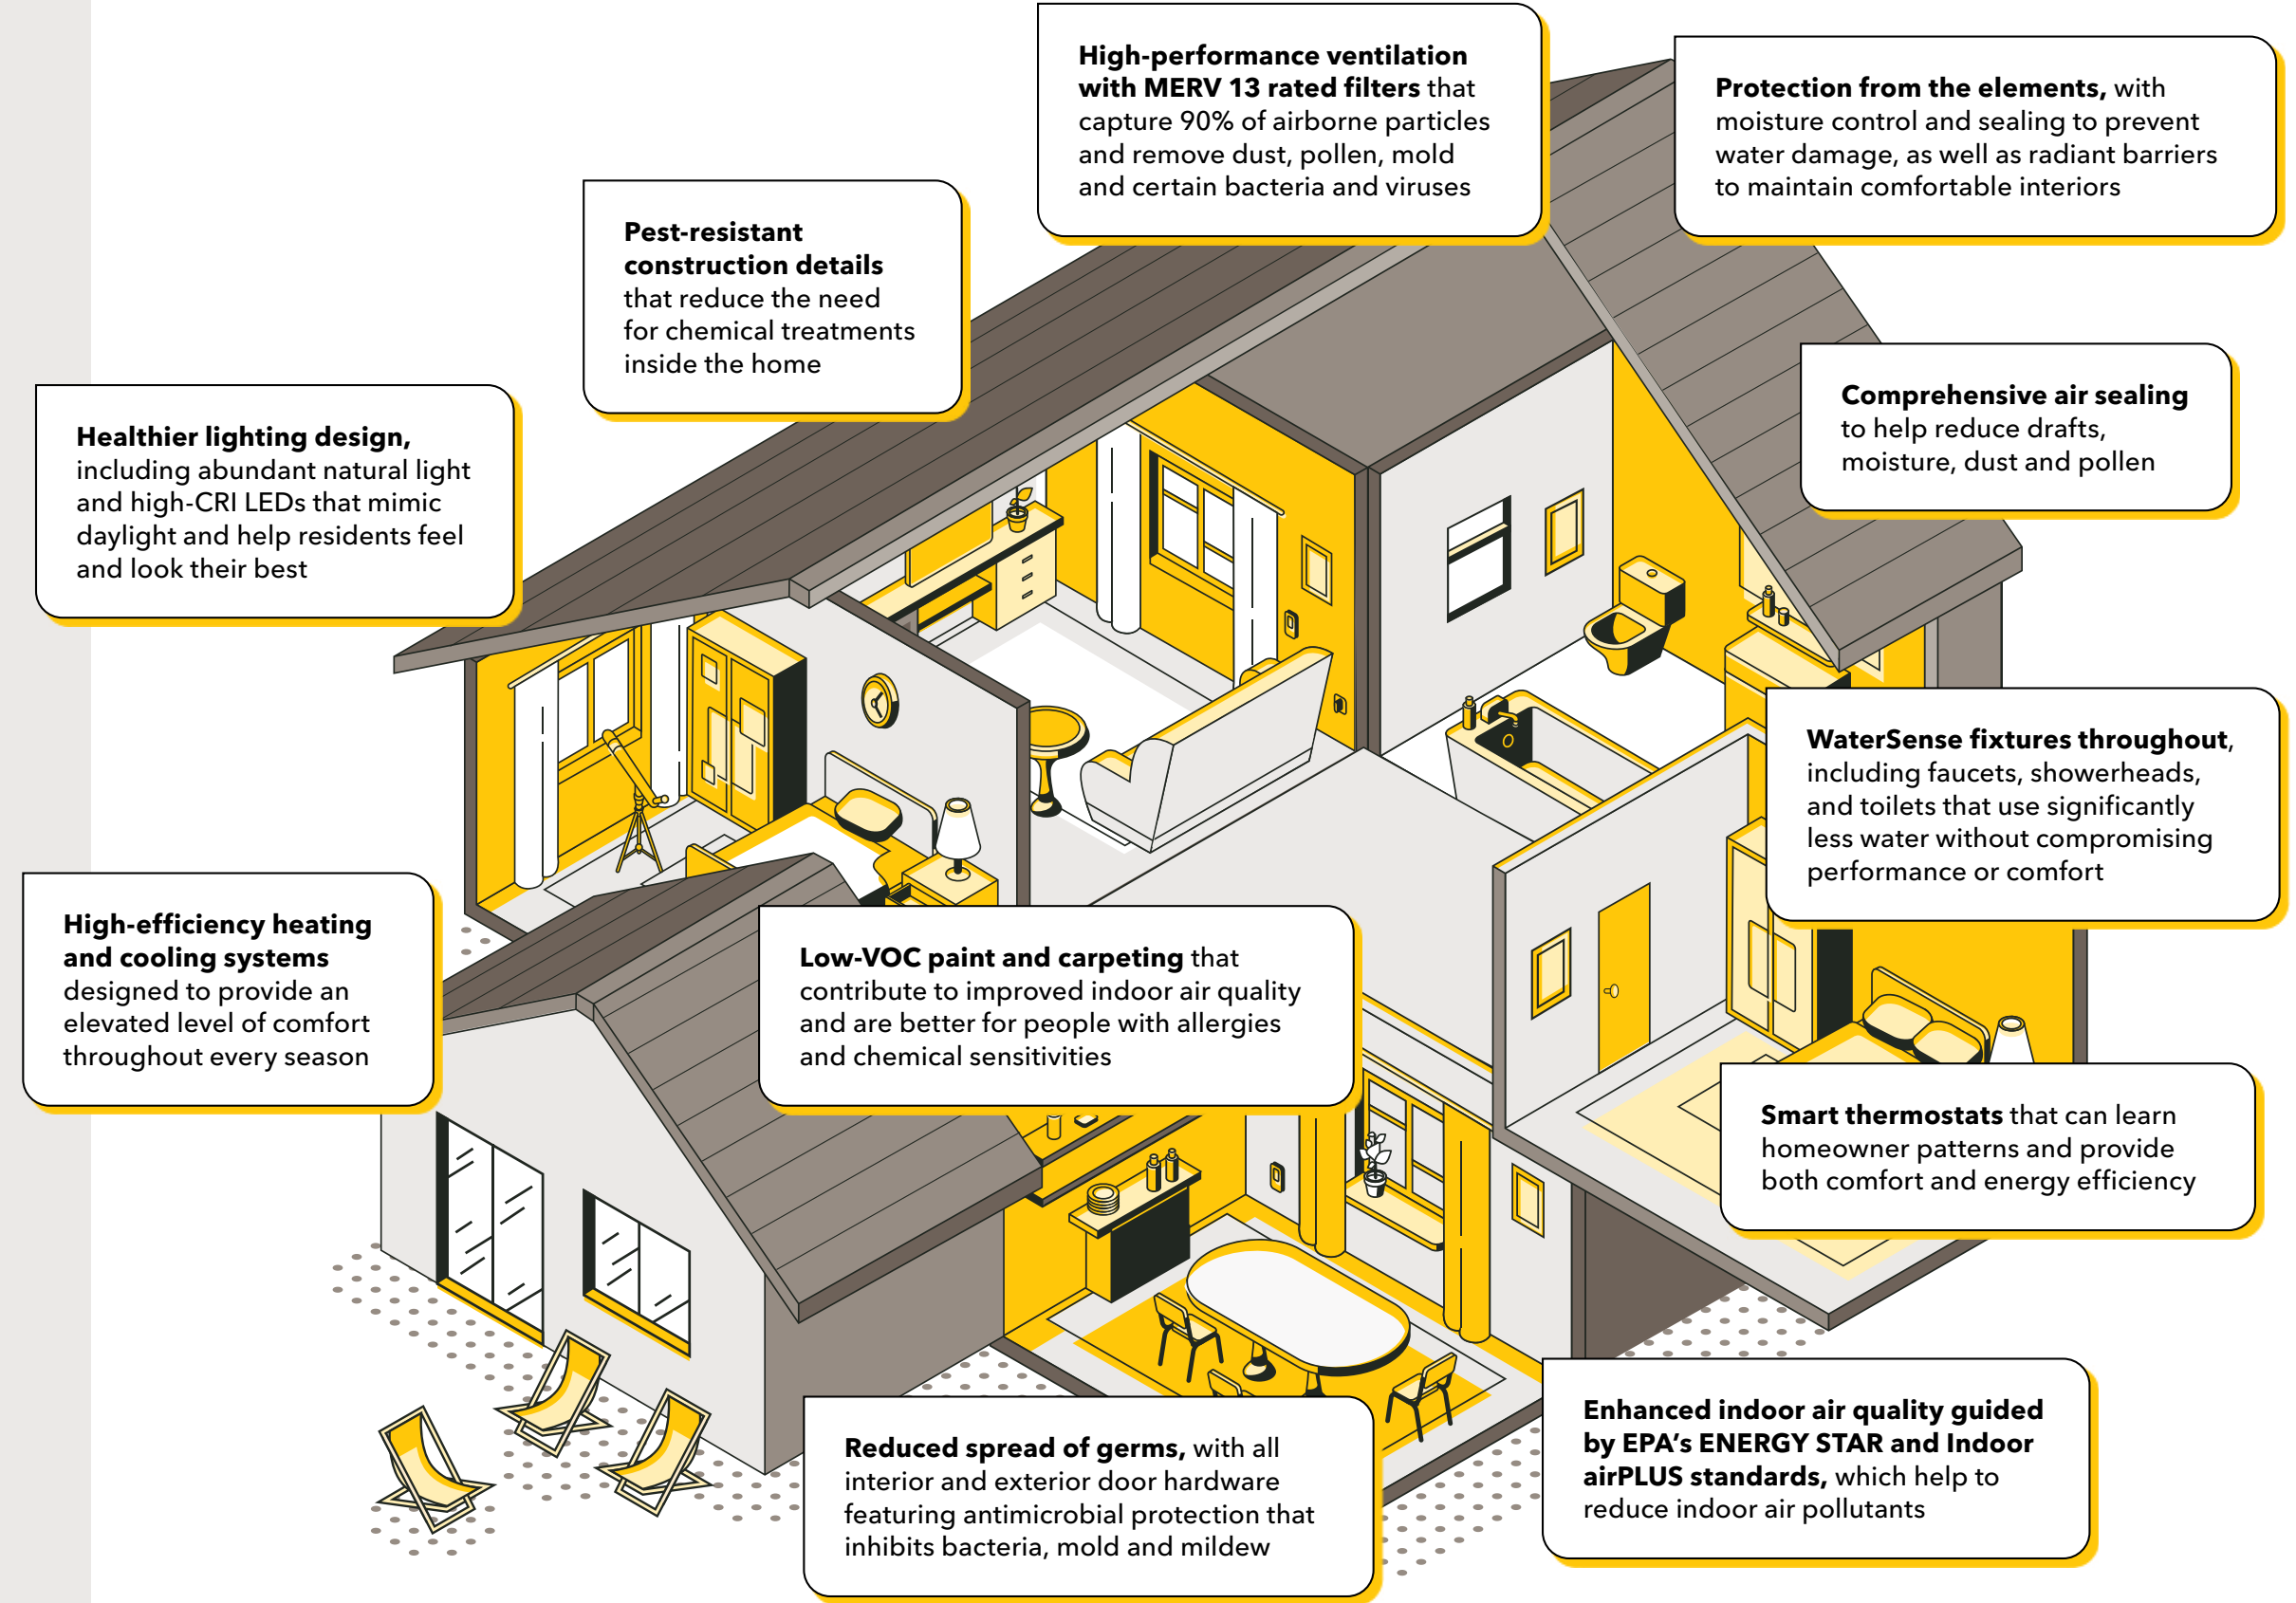 High-performance ventilation
with MERV 13 rated filters that
capture 90% of airborne particles
and remove dust, pollen, mold
and certain bacteria and viruses
Protection from the elements, with
moisture control and sealing to prevent
water damage, as well as radiant barriers
to maintain comfortable interiors
Pest-resistant
construction details
that reduce the need
for chemical treatments
inside the home
Comprehensive air sealing
to help reduce drafts,
moisture, dust and pollen
Healthier lighting design,
including abundant natural light
and high-CRI LEDs that mimic
daylight and help residents feel
and look their best
WaterSense fixtures throughout,
including faucets, showerheads,
and toilets that use significantly
less water without compromising
performance or comfort
High-efficiency heating
and cooling systems
designed to provide an
elevated level of comfort
throughout every season
Low-VOC paint and carpeting that
contribute to improved indoor air quality
and are better for people with allergies
and chemical sensitivities
Smart thermostats that can learn
homeowner patterns and provide
both comfort and energy efficiency
Reduced spread of germs, with all
interior and exterior door hardware
featuring antimicrobial protection that
inhibits bacteria, mold and mildew
Enhanced indoor air quality guided
by EPA’s ENERGY STAR and Indoor
airPLUS standards, which help to
reduce indoor air pollutants